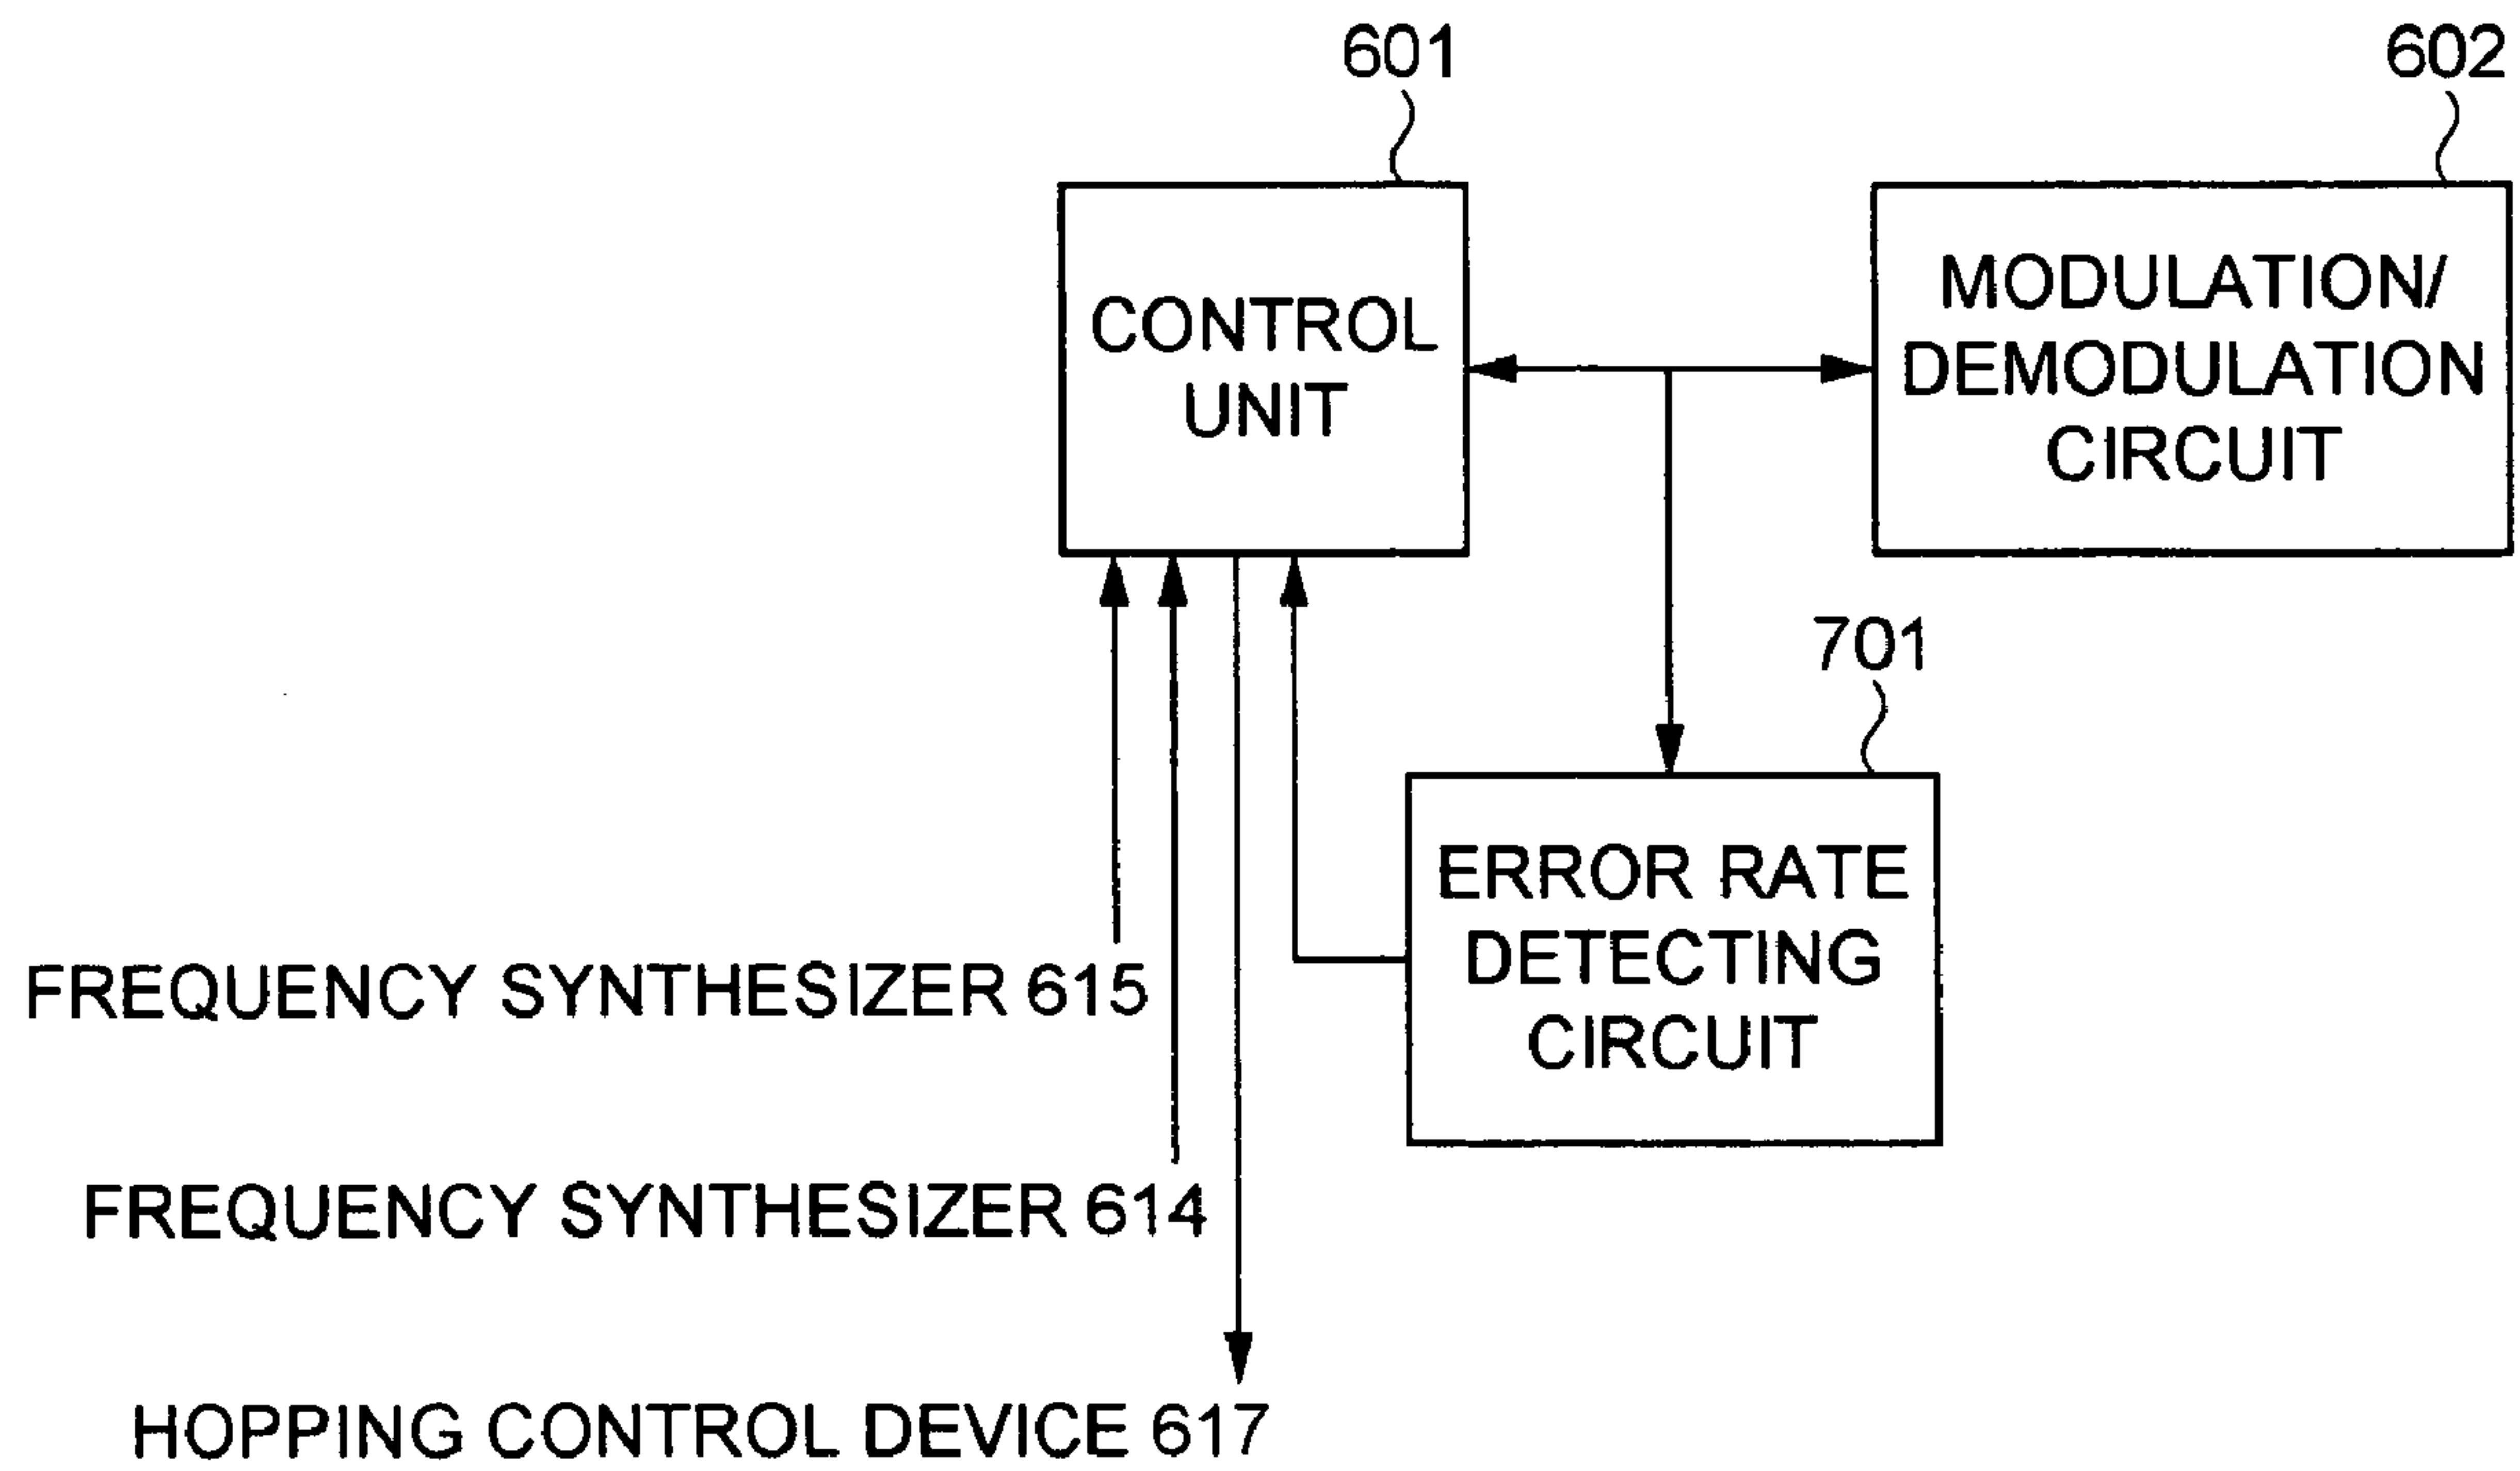 601
602
CONTROL
UNIT
MODULATION/
DEMODULATION
CIRCUIT
701
ERROR RATE
DETECTING
CIRCUIT
FREQUENCY SYNTHESIZER 615
FREQUENCY SYNTHESIZER 614
HOPPING CONTROL DEVICE 617